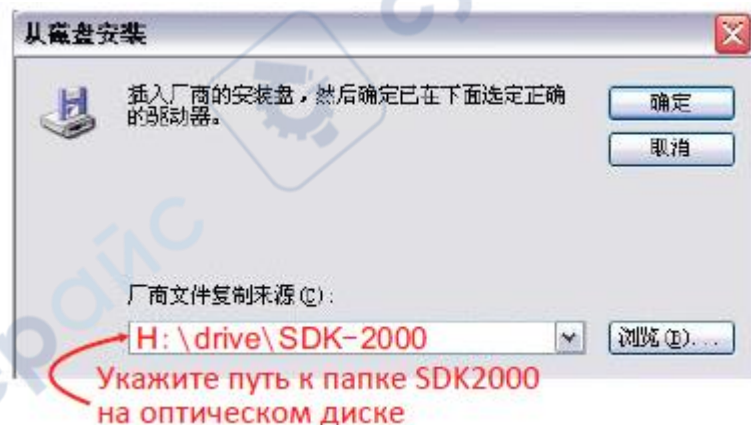 从磁盘安装
插入厂商的安装盘，然后确定已在下面选定正确
的驱动器。
确定
取消
厂商文件复制来源(C):
H:\drive\SDK-2000
浏览(B)...
Укажите путь к папке SDK2000
на оптическом диске